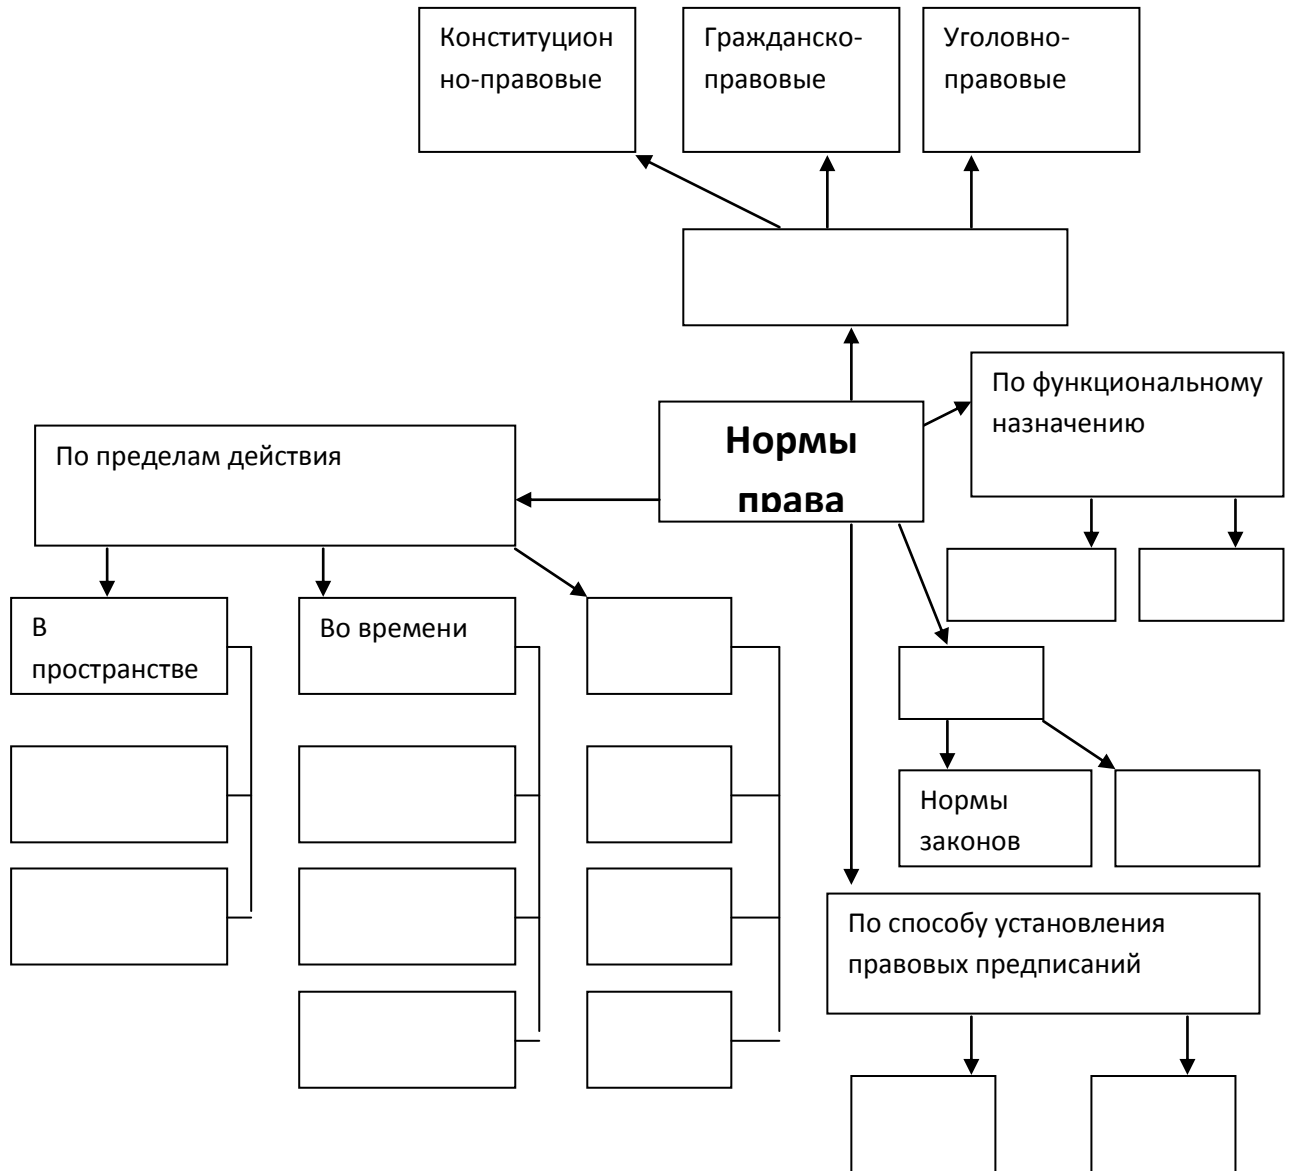 Конституцион
но-правовые
Гражданско-
правовые
Уголовно-
правовые
По функциональному
назначению
Нормы
права
По пределам действия
В
пространстве
Во времени
Нормы
законов
По способу установления
правовых предписаний